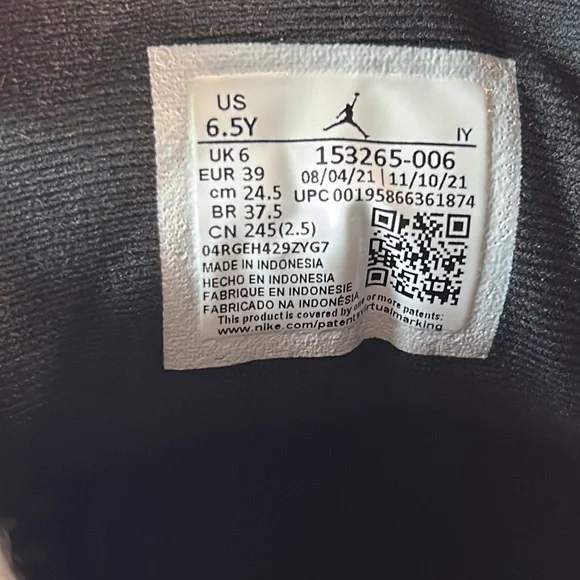 US
6.5Y
IY
UK 6
153265-006
EUR 39
08/04/21 | 11/10/21
cm 24.5
UPC 00195866361874
BR 37.5
CN 245(2.5)
04RGEH429ZYG7
MADE IN INDONESIA
HECHO EN INDONESIA
FABRIQUE EN INDONESIE
FABRICADO NA INDONÉSIA
This product is covered by one or more patents:
www.nike.com/patentvirtualmarking